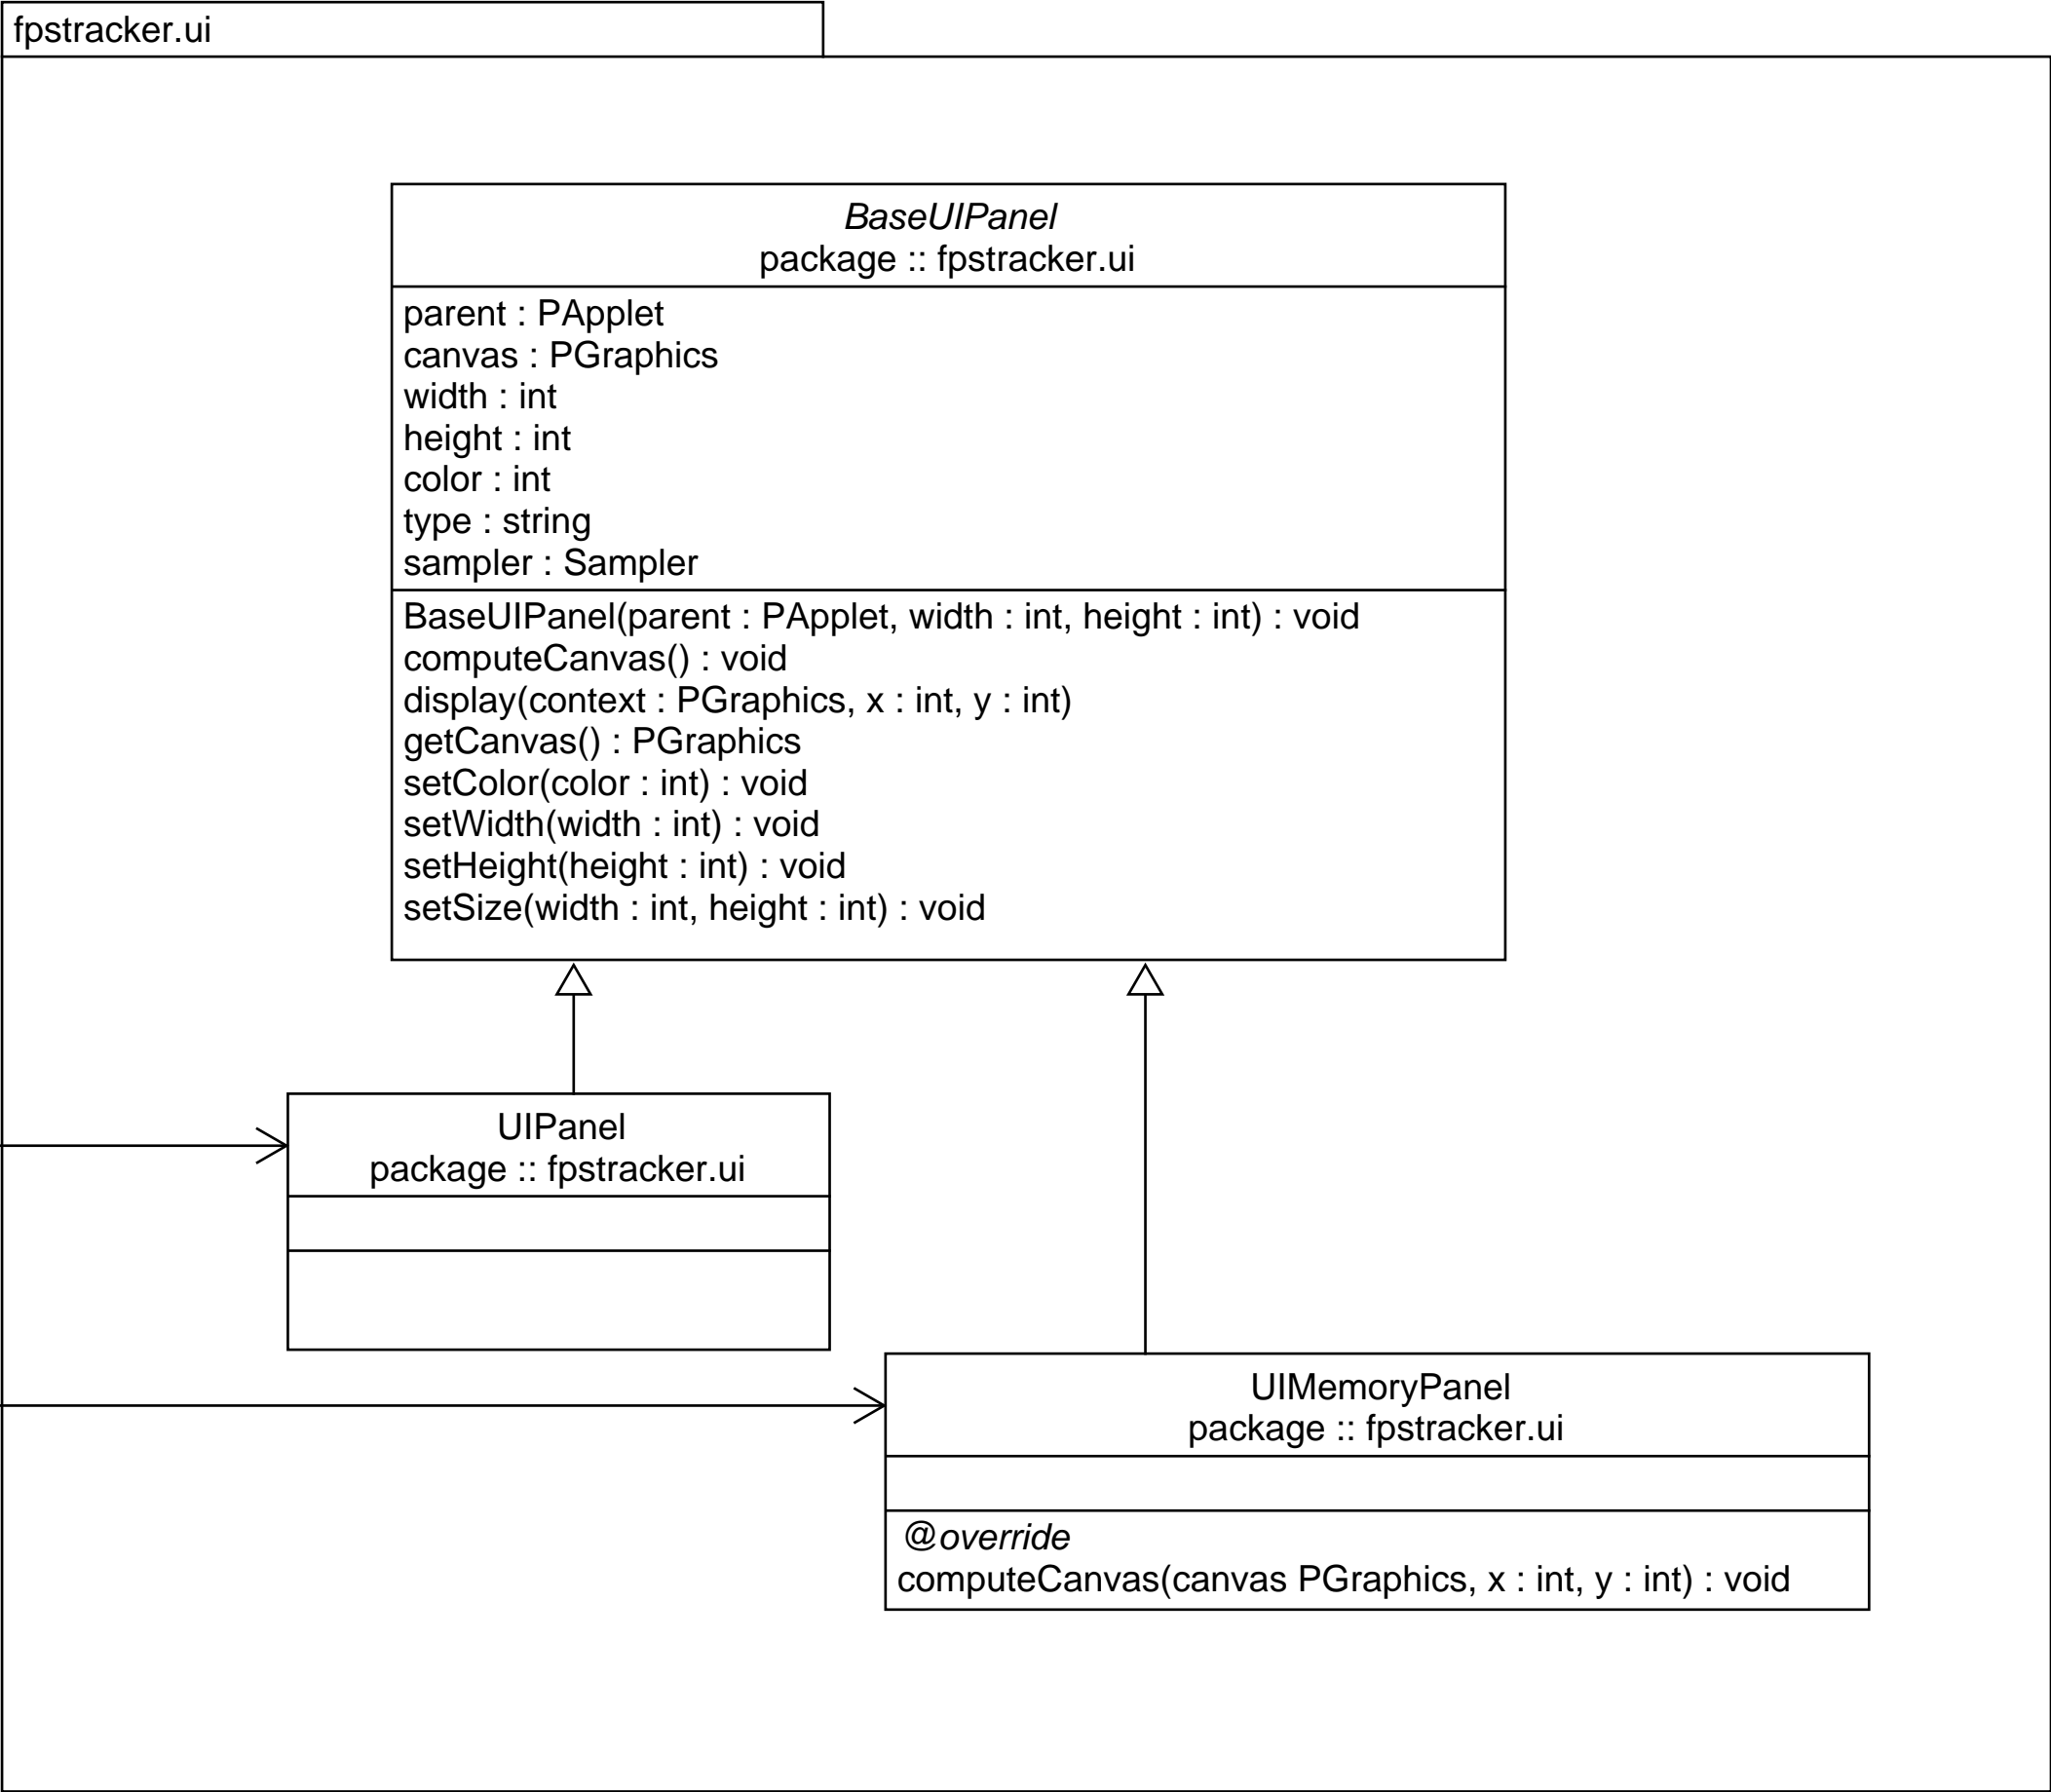 fpstracker.ui
BaseUIPanel
package :: fpstracker.ui
parent : PApplet
canvas : PGraphics
width : int
height : int
color : int
type : string
sampler : Sampler
BaseUIPanel(parent : PApplet, width : int, height : int) : void
computeCanvas() : void
display(context : PGraphics, x : int, y : int)
getCanvas() : PGraphics
setColor(color : int) : void
setWidth(width : int) : void
setHeight(height : int) : void
setSize(width : int, height : int) : void
UIPanel
package :: fpstracker.ui
UIMemoryPanel
package :: fpstracker.ui
@override
computeCanvas(canvas PGraphics, x : int, y : int) : void